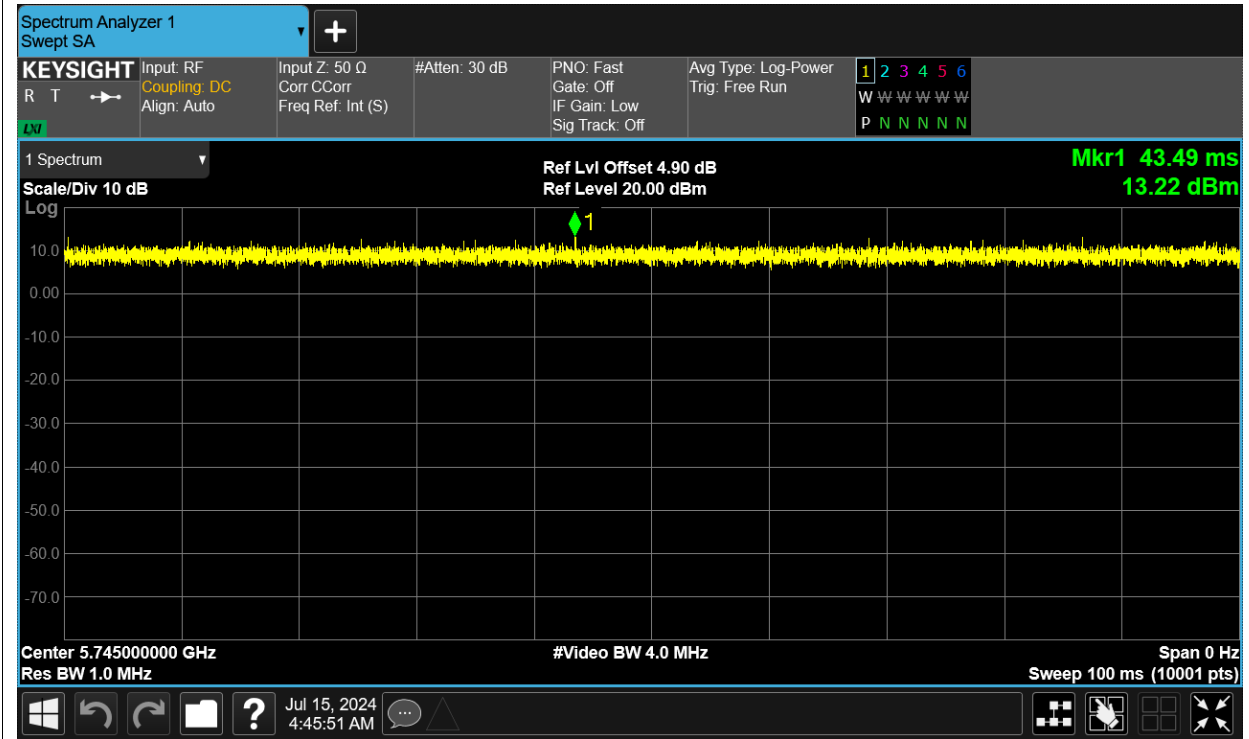 Spectrum Analyzer 1
Swept SA
KEYSIGHT
R T
LXI
Input: RF
Coupling: DC
Align: Auto
Input Z: 50 Ω
Corr CCorr
Freq Ref: Int (S)
#Atten: 30 dB
PNO: Fast
Gate: Off
IF Gain: Low
Sig Track: Off
Avg Type: Log-Power
Trig: Free Run
1 2 3 4 5 6
W W W W W W
P N N N N N
1 Spectrum
Scale/Div 10 dB
Ref Lvl Offset 4.90 dB
Ref Level 20.00 dBm
Mkr1 43.49 ms
13.22 dBm
Log
1
10.0
0.00
-10.0
-20.0
-30.0
-40.0
-50.0
-60.0
-70.0
Center 5.745000000 GHz
#Video BW 4.0 MHz
Span 0 Hz
Res BW 1.0 MHz
Sweep 100 ms (10001 pts)
?
Jul 15, 2024
4:45:51 AM